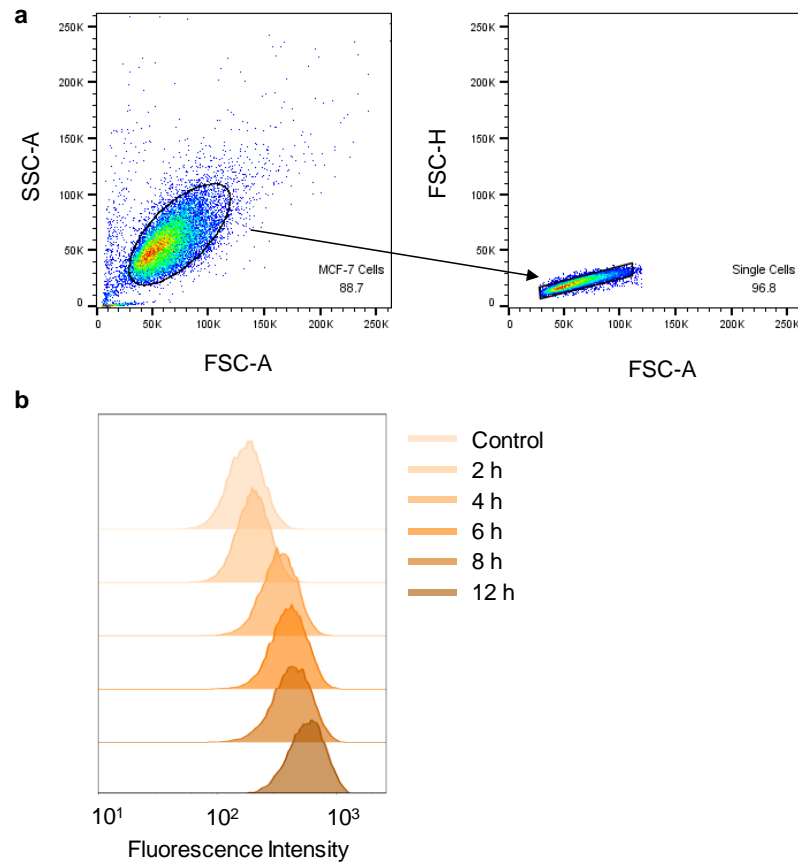 a
250K
200K
150K
100K
50K
0
SSC-A
MCF-7 Cells
88.7
0 50K 100K 150K 200K 250K
FSC-A
250K
200K
150K
100K
50K
0
FSC-H
Single Cells
96.8
0 50K 100K 150K 200K 250K
FSC-A
b
Control
2 h
4 h
6 h
8 h
12 h
10¹ 10² 10³
Fluorescence Intensity